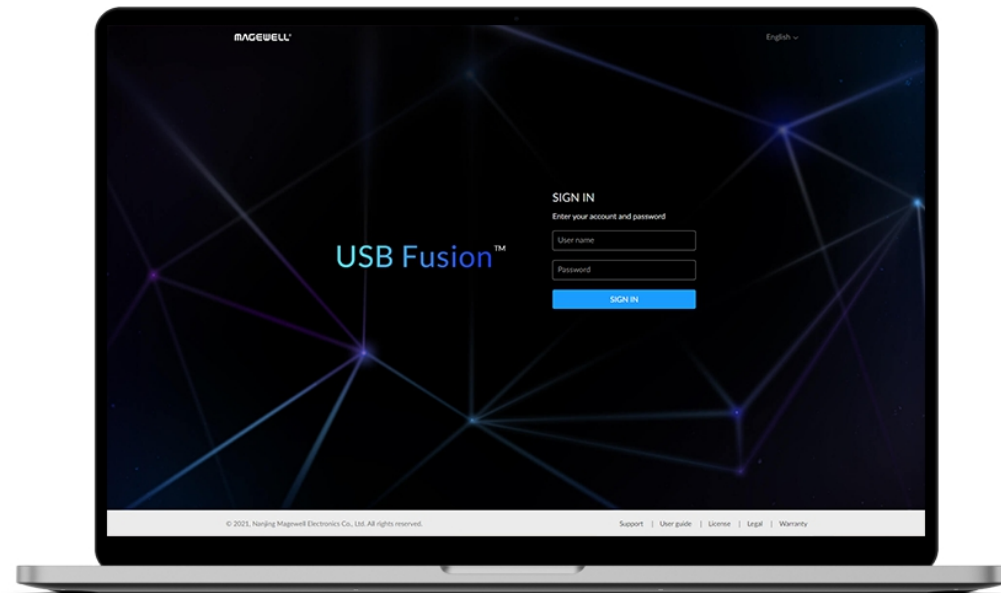 MAGEWELL®
English
SIGN IN
Enter your account and password
User name
USB Fusion™
Password
SIGN IN
© 2021, Nanjing Magewell Electronics Co., Ltd. All rights reserved.
Support | User guide | License | Legal | Warranty